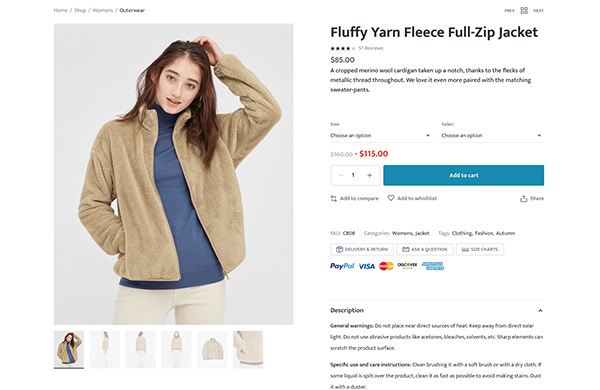 Home / Shop / Womens / Outerwear
PREV NEXT
Fluffy Yarn Fleece Full-Zip Jacket
51 Reviews
$85.00
A cropped merino wool cardigan taken up a notch, thanks to the flecks of
metallic thread throughout. We love it even more paired with the matching
sweater-pants.
Size: Color:
Choose an option Choose an option
$160.00 - $115.00
− 1 + Add to cart
Add to compare Add to whishlist Share
SKU: CB08 Categories: Womens, Jacket Tags: Clothing, Fashion, Autumn
DELIVERY & RETURN ASK A QUESTION SIZE CHARTS
PayPal VISA MasterCard DISCOVER AMERICAN EXPRESS
Description
General warnings: Do not place near direct sources of heat. Keep away from direct solar
light. Do not use abrasive products like acetones, bleaches, solvents, etc. Sharp elements can
scratch the product surface.
Specific use and care instructions: Clean brushing it with a soft brush or with a dry cloth. If
some liquid is spilt over the product, clean it as fast as possible to avoid making stains. Dust
it with a duster.